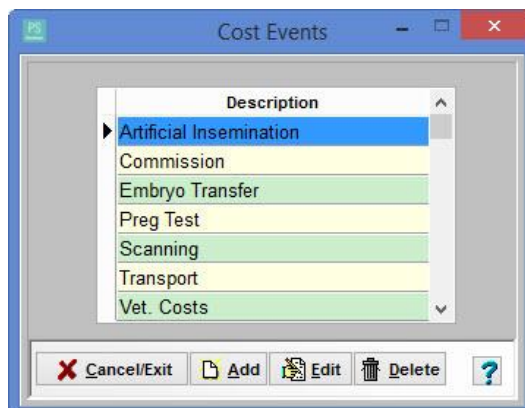 PS
Cost Events
Description
Artificial Insemination
Commission
Embryo Transfer
Preg Test
Scanning
Transport
Vet. Costs
Cancel/Exit Add Edit Delete ?